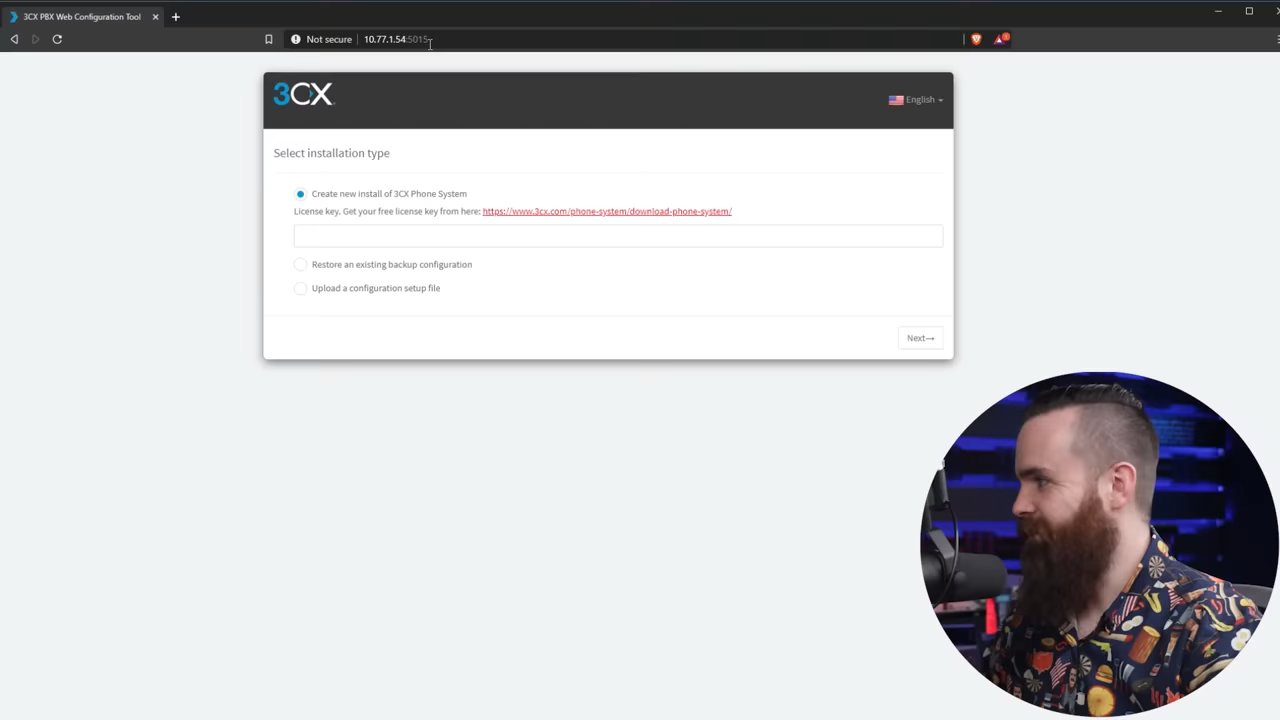 3CX PBX Web Configuration Tool
Not secure
10.77.1.54:5015
3CX
English
Select installation type
Create new install of 3CX Phone System
License key. Get your free license key from here: https://www.3cx.com/phone-system/download-phone-system/
Restore an existing backup configuration
Upload a configuration setup file
Next→